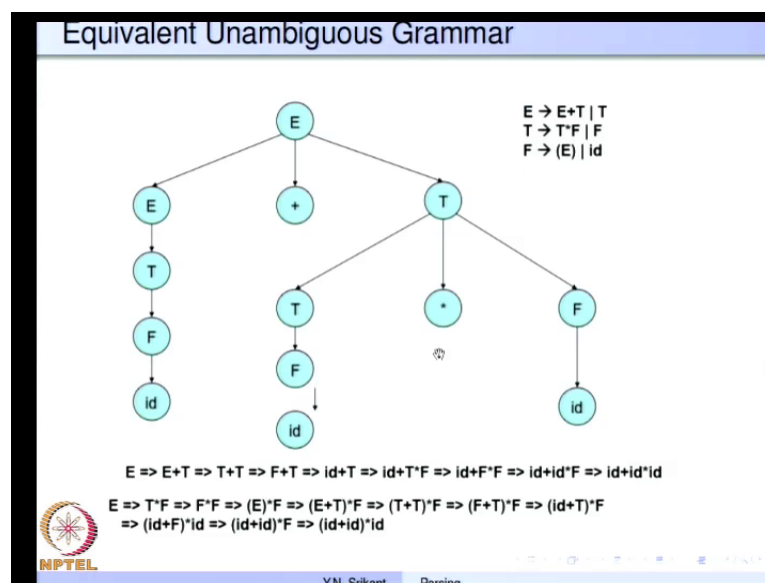 Equivalent Unambiguous Grammar
E → E+T | T
T → T*F | F
F → (E) | id
E
E + T
T
T * F
F
F
id
id
id
E => E+T => T+T => F+T => id+T => id+T*F => id+F*F => id+id*F => id+id*id
E => T*F => F*F => (E)*F => (E+T)*F => (T+T)*F => (F+T)*F => (id+T)*F
=> (id+F)*id => (id+id)*F => (id+id)*id
NPTEL
Y.N. Srikant Parsing